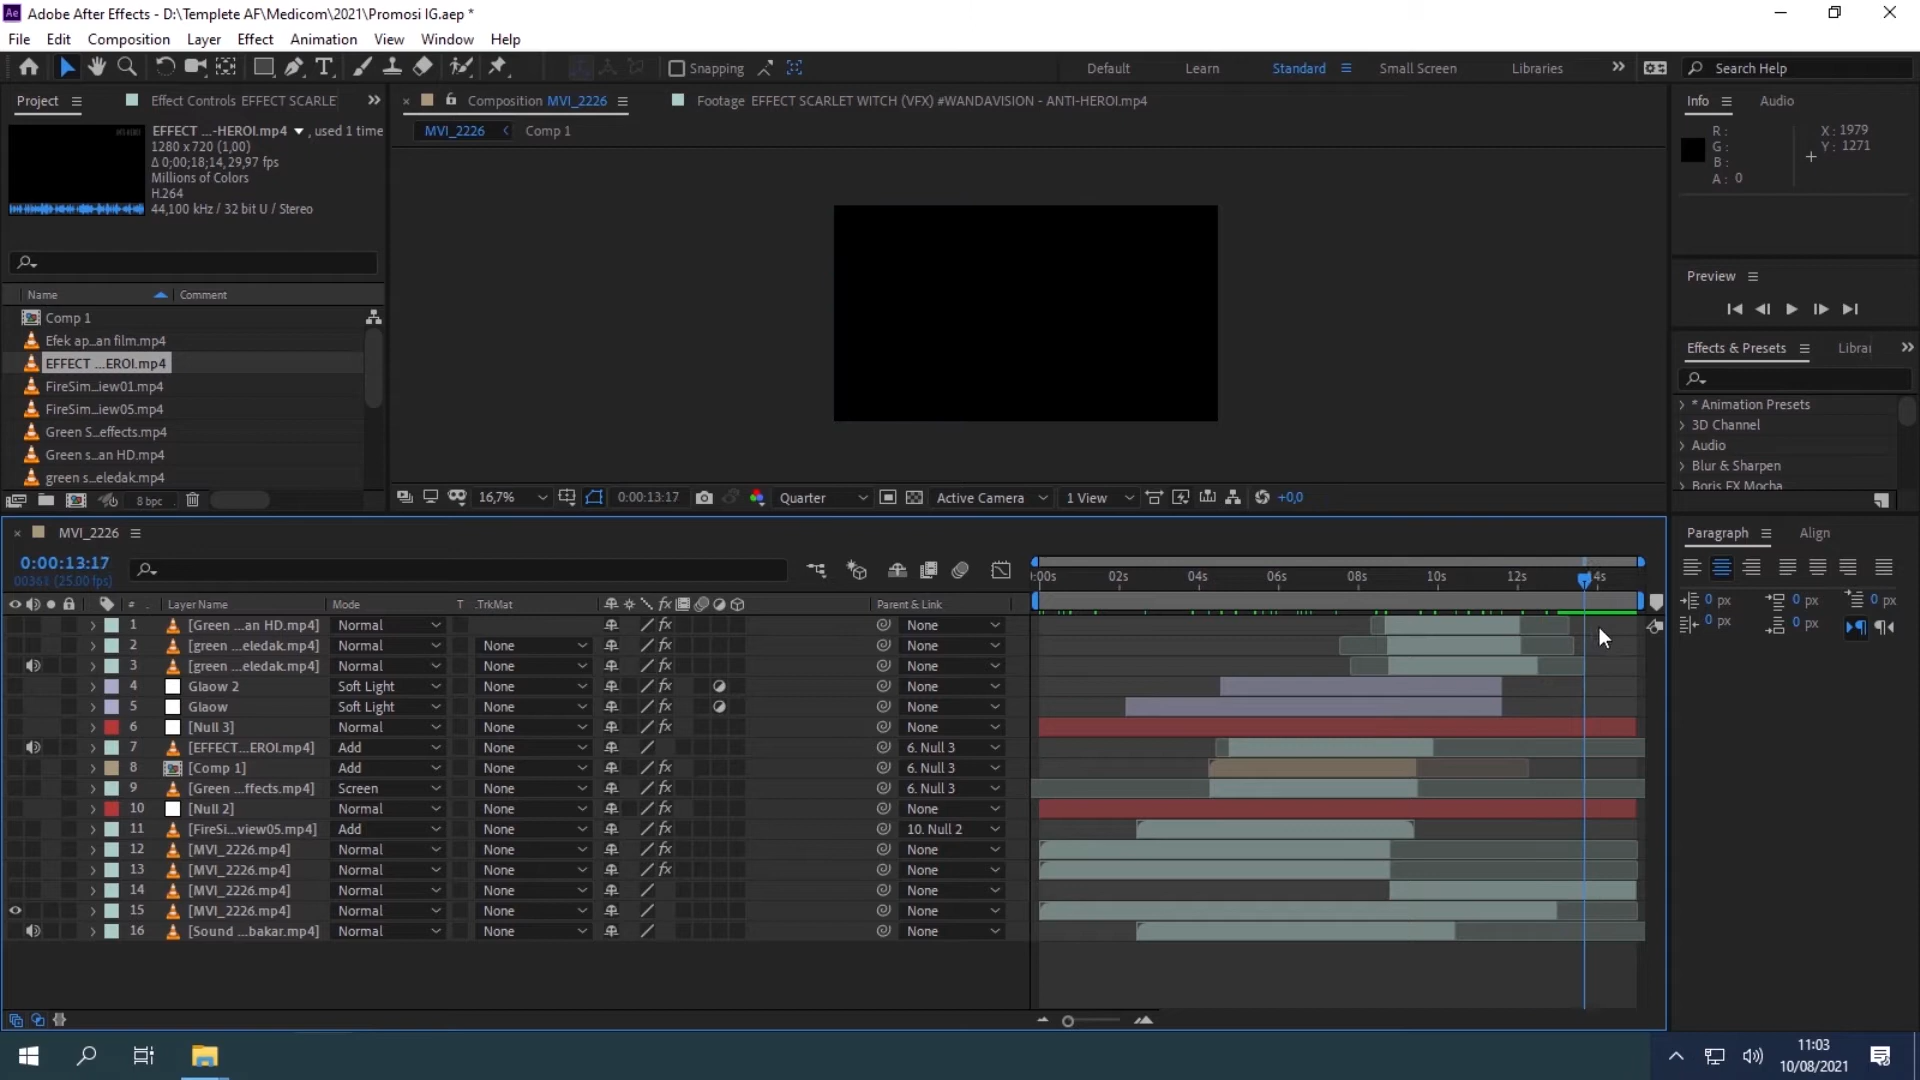 Adobe After Effects - D:\Templete AF\Medicom\2021\Promosi IG.aep *
File Edit Composition Layer Effect Animation View Window Help
Snapping Default Learn Standard Small Screen Libraries Search Help
Project Effect Controls EFFECT SCARLE
Composition MVI_2226 Footage EFFECT SCARLET WITCH (VFX) #WANDAVISION - ANTI-HEROI.mp4
MVI_2226 Comp 1
EFFECT ...-HEROI.mp4 , used 1 time
1280 x 720 (1,00)
Δ 0;00;18;14, 29,97 fps
Millions of Colors
H.264
44,100 kHz / 32 bit U / Stereo
Name Comment
Comp 1
Efek ap...an film.mp4
EFFECT ...EROI.mp4
FireSim...iew01.mp4
FireSim...iew05.mp4
Green S...effects.mp4
Green s...an HD.mp4
green s...eledak.mp4
8 bpc
16,7% 0:00:13:17 Quarter Active Camera 1 View +0,0
Info Audio
R: X: 1979
G: Y: 1271
B:
A: 0
Preview
Effects & Presets Librai
* Animation Presets
3D Channel
Audio
Blur & Sharpen
Boris FX Mocha
Paragraph Align
0 px 0 px 0 px
0 px 0 px
MVI_2226
0:00:13:17
00361 (25.00 fps)
:00s 02s 04s 06s 08s 10s 12s 14s
# Layer Name Mode T .TrkMat Parent & Link
1 [Green ...an HD.mp4] Normal None
2 [green ...eledak.mp4] Normal None None
3 [green ...eledak.mp4] Normal None None
4 Glaow 2 Soft Light None None
5 Glaow Soft Light None None
6 [Null 3] Normal None None
7 [EFFECT...EROI.mp4] Add None 6. Null 3
8 [Comp 1] Add None 6. Null 3
9 [Green ...ffects.mp4] Screen None 6. Null 3
10 [Null 2] Normal None None
11 [FireSi...view05.mp4] Add None 10. Null 2
12 [MVI_2226.mp4] Normal None None
13 [MVI_2226.mp4] Normal None None
14 [MVI_2226.mp4] Normal None None
15 [MVI_2226.mp4] Normal None None
16 [Sound ...bakar.mp4] Normal None None
11:03
10/08/2021